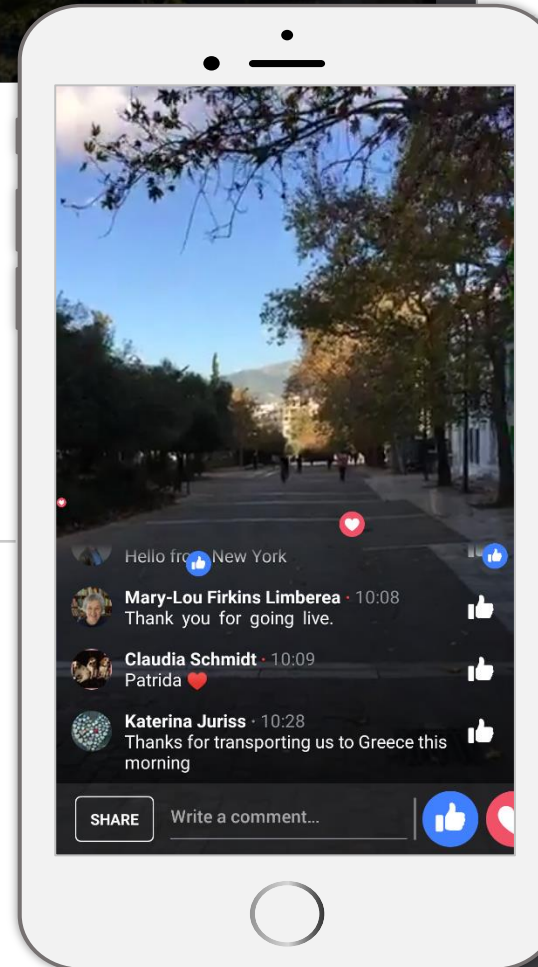 Hello from New York
Mary-Lou Firkins Limberea · 10:08
Thank you for going live.
Claudia Schmidt · 10:09
Patrida ❤️
Katerina Juriss · 10:28
Thanks for transporting us to Greece this
morning
SHARE
Write a comment...